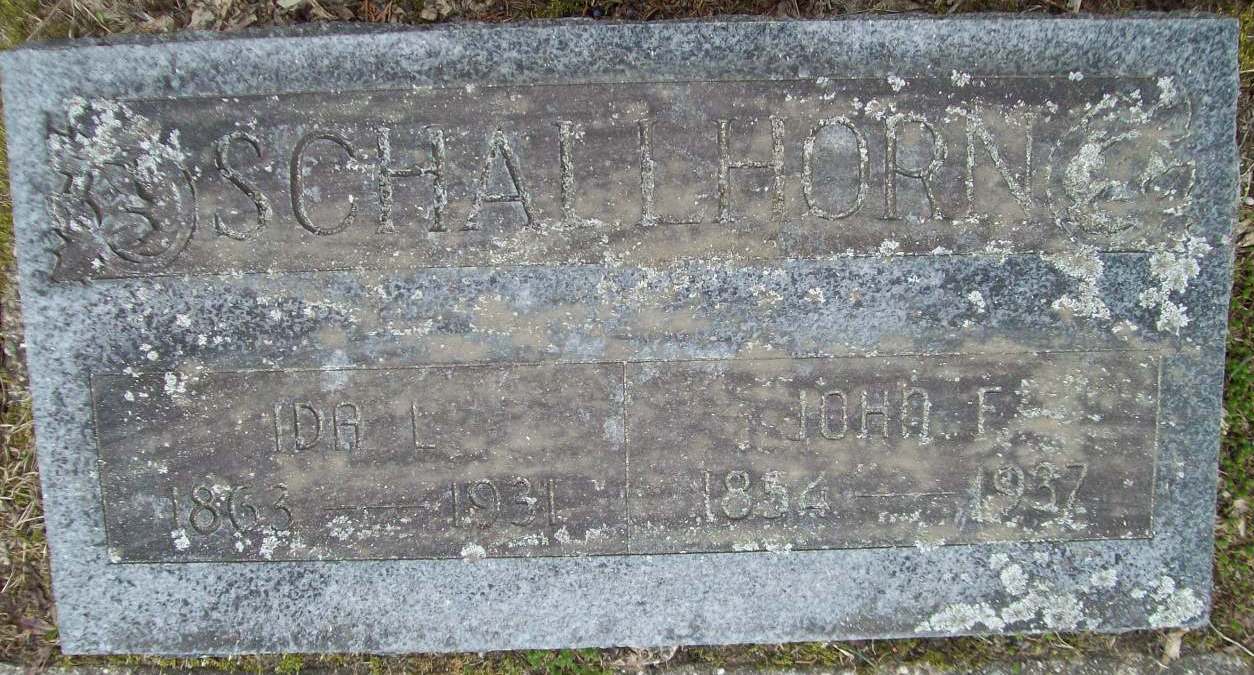 SCHALLHORN
IDA L.
1863 — 1931
JOHN F.
1854 — 1937